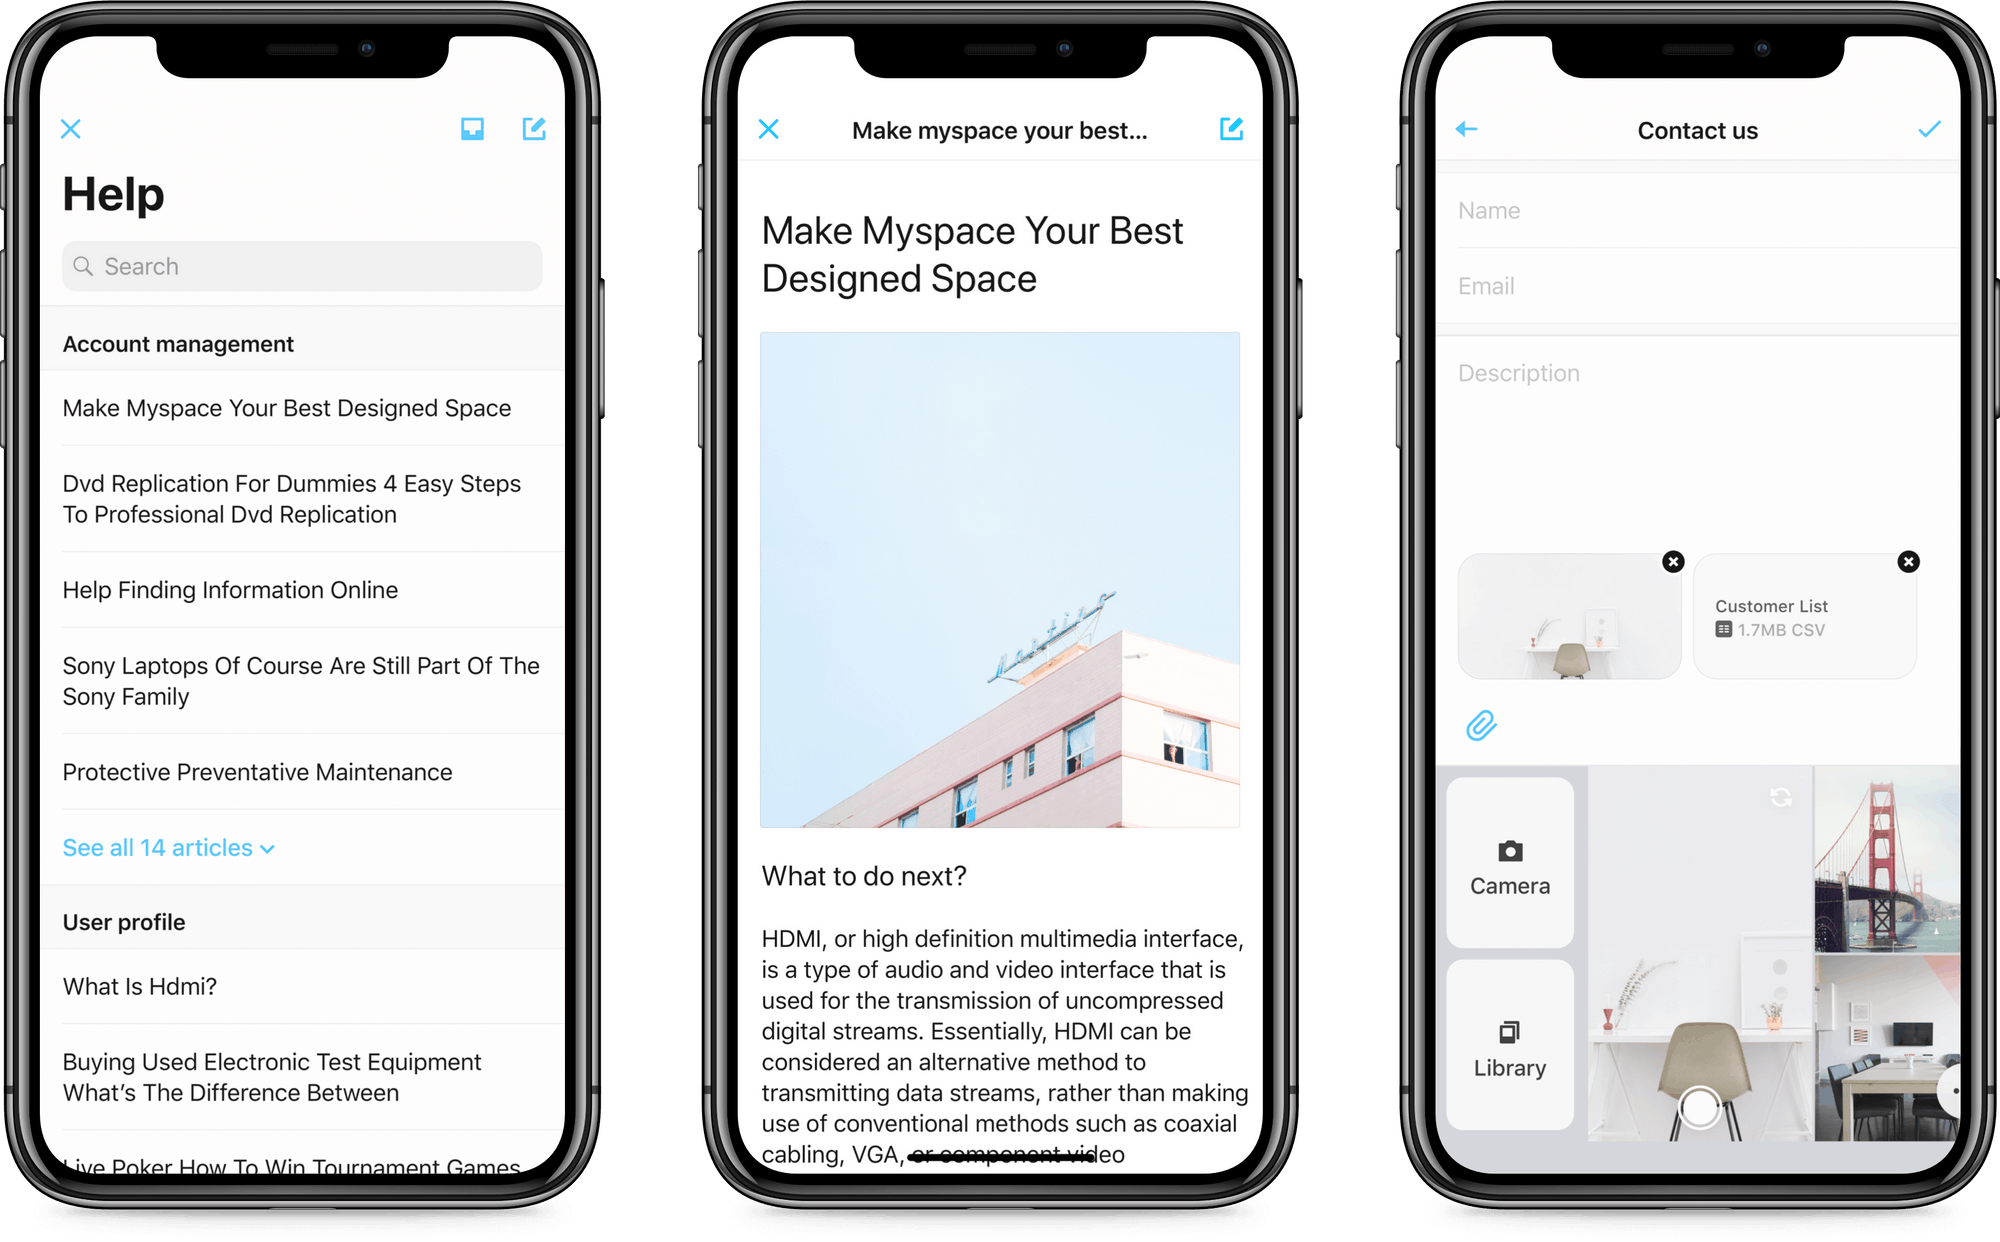 Help
Search
Account management
Make Myspace Your Best Designed Space
Dvd Replication For Dummies 4 Easy Steps
To Professional Dvd Replication
Help Finding Information Online
Sony Laptops Of Course Are Still Part Of The
Sony Family
Protective Preventative Maintenance
See all 14 articles
User profile
What Is Hdmi?
Buying Used Electronic Test Equipment
What’s The Difference Between
Live Poker How To Win Tournament Games
Make myspace your best...
Make Myspace Your Best
Designed Space
What to do next?
HDMI, or high definition multimedia interface,
is a type of audio and video interface that is
used for the transmission of uncompressed
digital streams. Essentially, HDMI can be
considered an alternative method to
transmitting data streams, rather than making
use of conventional methods such as coaxial
cabling, VGA, or component video
Contact us
Name
Email
Description
Customer List
1.7MB CSV
Camera
Library